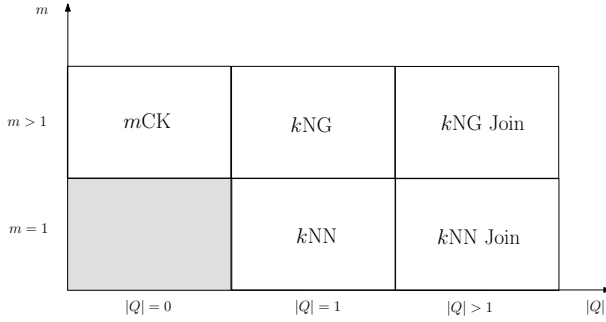 m
m > 1
mCK
kNG
kNG Join
m = 1
kNN
kNN Join
|Q| = 0
|Q| = 1
|Q| > 1
|Q|